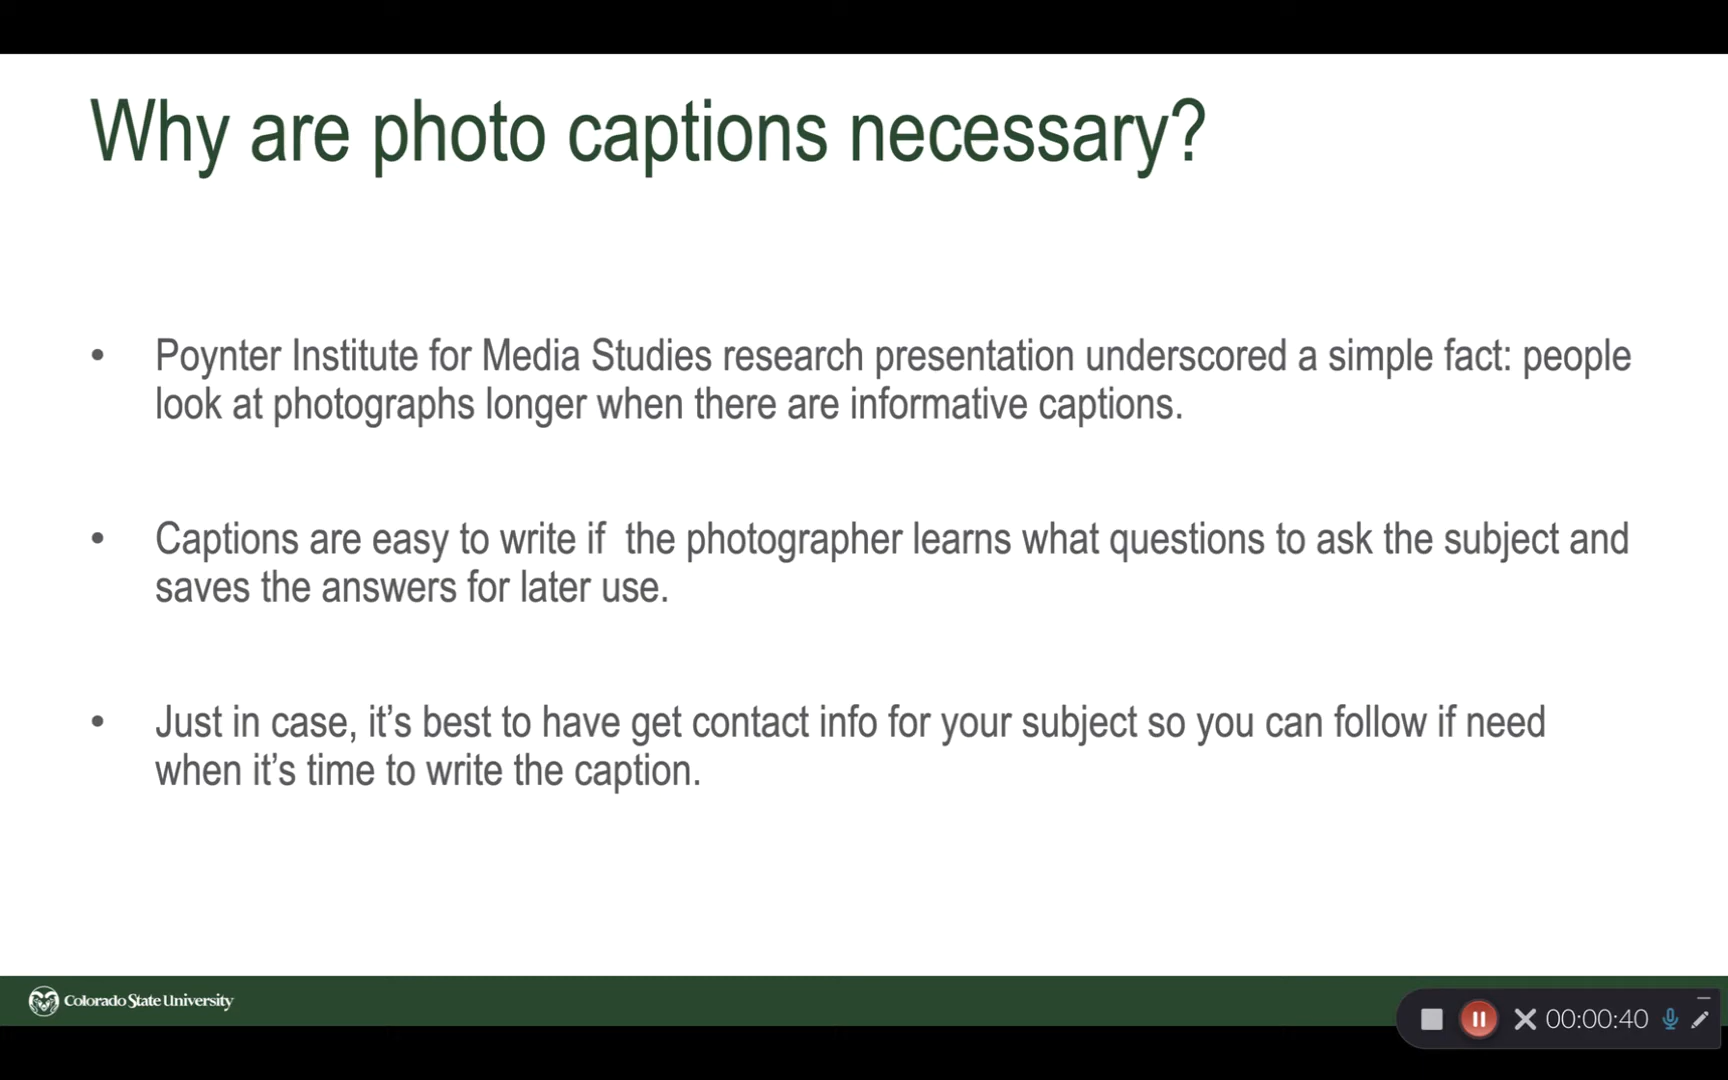 Why are photo captions necessary?
• Poynter Institute for Media Studies research presentation underscored a simple fact: people
look at photographs longer when there are informative captions.
• Captions are easy to write if  the photographer learns what questions to ask the subject and
saves the answers for later use.
• Just in case, it’s best to have get contact info for your subject so you can follow if need
when it’s time to write the caption.
Colorado State University
00:00:40